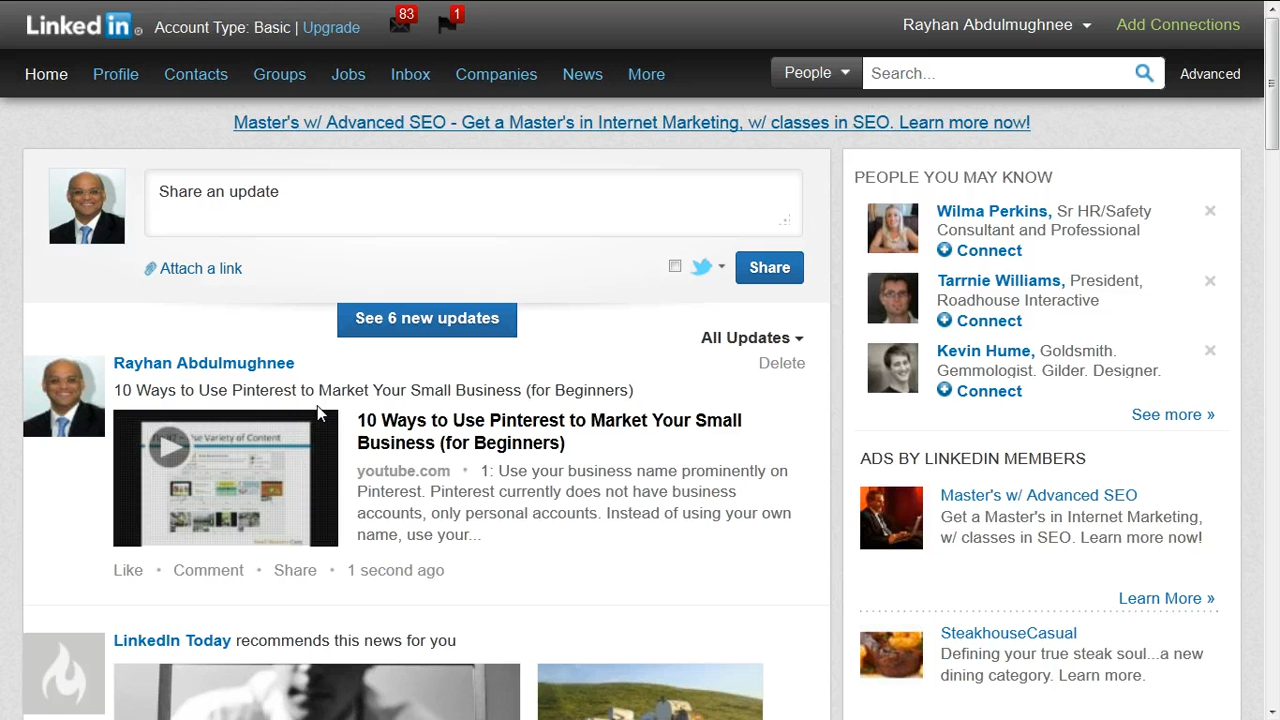 Linked in®
Account Type: Basic | Upgrade
83
1
Rayhan Abdulmughnee
Add Connections
Home Profile Contacts Groups Jobs Inbox Companies News More
People
Search...
Advanced
Master's w/ Advanced SEO - Get a Master's in Internet Marketing, w/ classes in SEO. Learn more now!
Share an update
Attach a link
Share
See 6 new updates
All Updates
Rayhan Abdulmughnee
Delete
10 Ways to Use Pinterest to Market Your Small Business (for Beginners)
10 Ways to Use Pinterest to Market Your Small
Business (for Beginners)
youtube.com • 1: Use your business name prominently on
Pinterest. Pinterest currently does not have business
accounts, only personal accounts. Instead of using your own
name, use your...
Like • Comment • Share • 1 second ago
LinkedIn Today recommends this news for you
PEOPLE YOU MAY KNOW
Wilma Perkins, Sr HR/Safety
Consultant and Professional
Connect
Tarrnie Williams, President,
Roadhouse Interactive
Connect
Kevin Hume, Goldsmith.
Gemmologist. Gilder. Designer.
Connect
See more »
ADS BY LINKEDIN MEMBERS
Master's w/ Advanced SEO
Get a Master's in Internet Marketing,
w/ classes in SEO. Learn more now!
Learn More »
SteakhouseCasual
Defining your true steak soul...a new
dining category. Learn more.